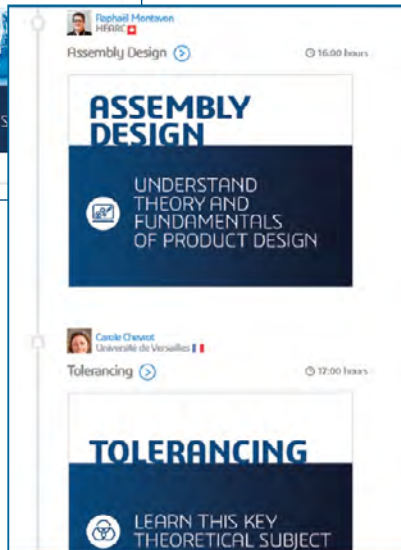 Raphaël Montavon
HEARC
Assembly Design
16:00 hours
ASSEMBLY
DESIGN
UNDERSTAND
THEORY AND
FUNDAMENTALS
OF PRODUCT DESIGN
Carole Chevrot
Université de Versailles
Tolerancing
17:00 hours
TOLERANCING
LEARN THIS KEY
THEORETICAL SUBJECT